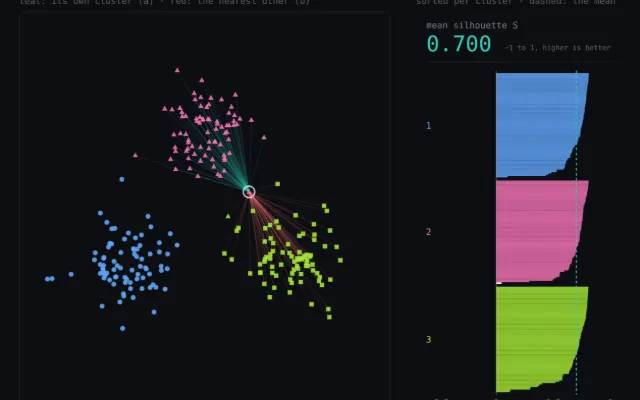 teal: its own cluster (a) · red: the nearest other (b)
sorted per cluster · dashed: the mean
mean silhouette S
0.700 -1 to 1, higher is better
1
2
3